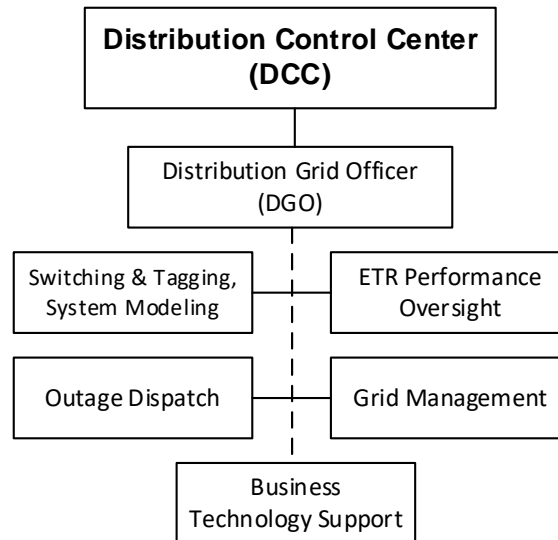 Distribution Control Center
(DCC)
Distribution Grid Officer
(DGO)
Switching & Tagging,
System Modeling
ETR Performance
Oversight
Outage Dispatch
Grid Management
Business
Technology Support